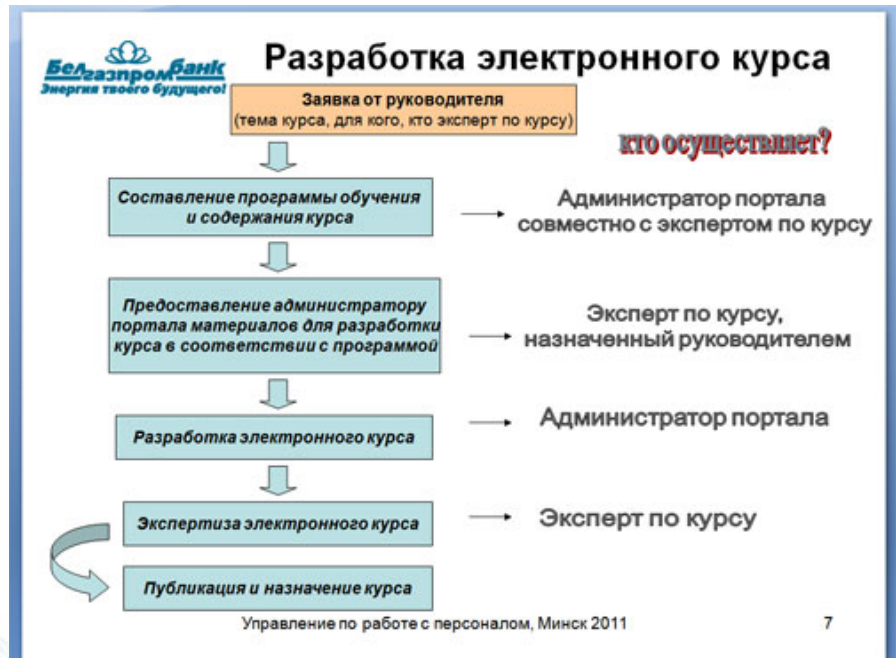 Белгазпромбанк
Энергия твоего будущего!
Разработка электронного курса
Заявка от руководителя
(тема курса, для кого, кто эксперт по курсу)
кто осуществляет?
Составление программы обучения
и содержания курса
Администратор портала
совместно с экспертом по курсу
Предоставление администратору
портала материалов для разработки
курса в соответствии с программой
Эксперт по курсу,
назначенный руководителем
Разработка электронного курса
Администратор портала
Экспертиза электронного курса
Эксперт по курсу
Публикация и назначение курса
Управление по работе с персоналом, Минск 2011
7